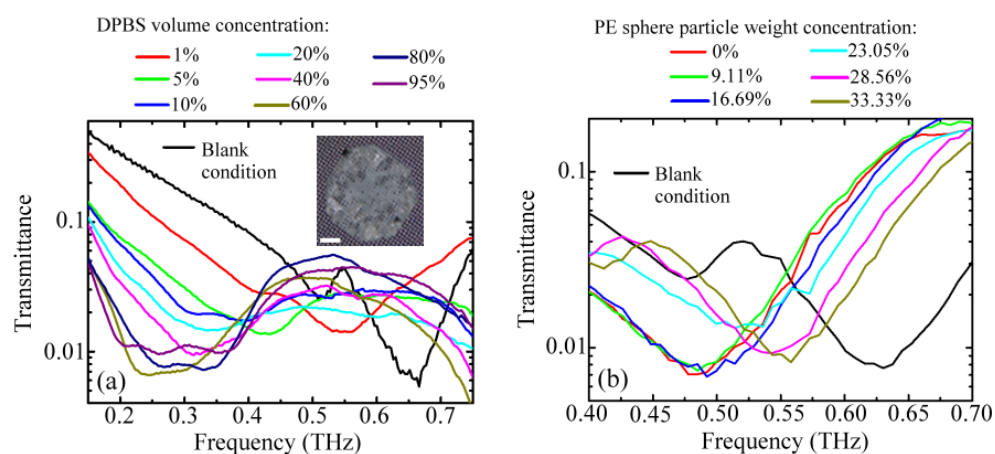 DPBS volume concentration:
1%
20%
80%
5%
40%
95%
10%
60%
Blank
condition
0.1
0.01
Transmittance
(a)
0.2 0.3 0.4 0.5 0.6 0.7
Frequency (THz)
PE sphere particle weight concentration:
0%
23.05%
9.11%
28.56%
16.69%
33.33%
Blank
condition
0.1
0.01
Transmittance
(b)
0.40 0.45 0.50 0.55 0.60 0.65 0.70
Frequency (THz)